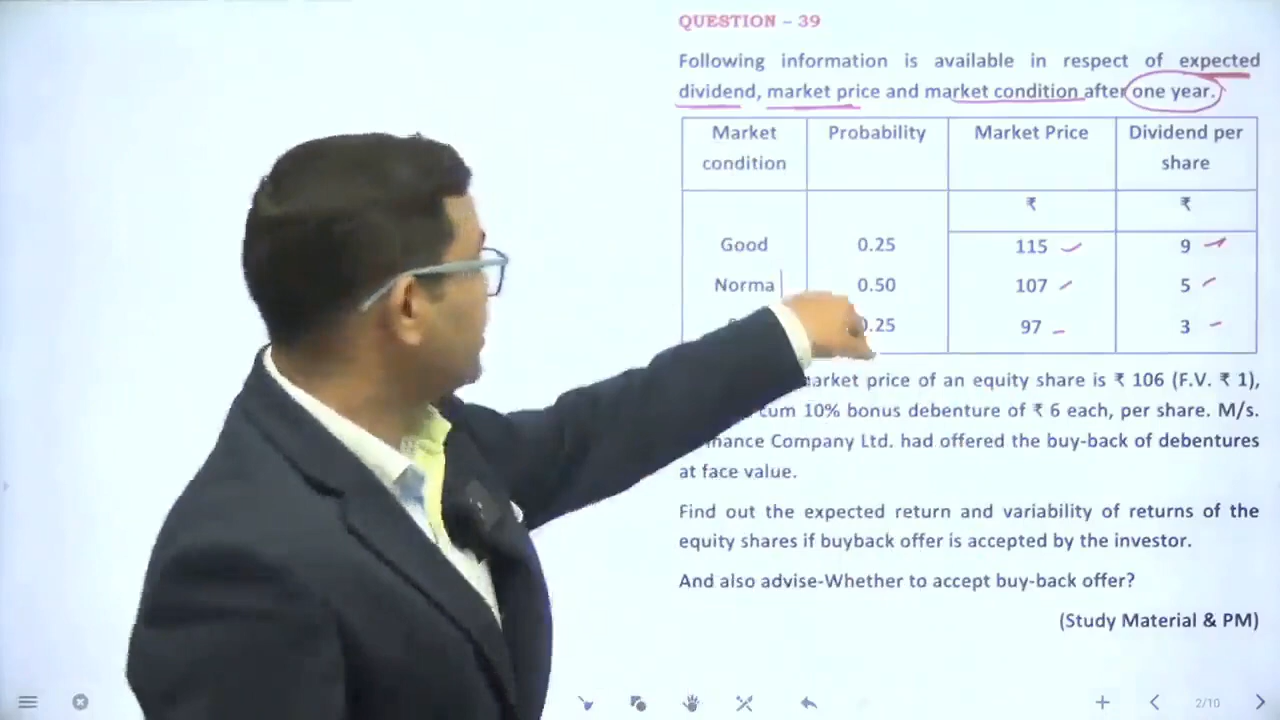 QUESTION – 39
Following information is available in respect of expected
dividend, market price and market condition after one year.
Market condition Probability Market Price Dividend per share
₹ ₹
Good 0.25 115 9
Norma 0.50 107 5
.25 97 3
market price of an equity share is ₹ 106 (F.V. ₹ 1),
cum 10% bonus debenture of ₹ 6 each, per share. M/s.
Company Ltd. had offered the buy-back of debentures
at face value.
Find out the expected return and variability of returns of the
equity shares if buyback offer is accepted by the investor.
And also advise-Whether to accept buy-back offer?
(Study Material & PM)
2/10